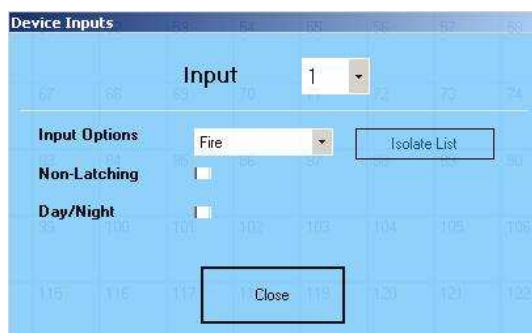 Device Inputs
Input 1
Input Options Fire Isolate List
Non-Latching
Day/Night
Close